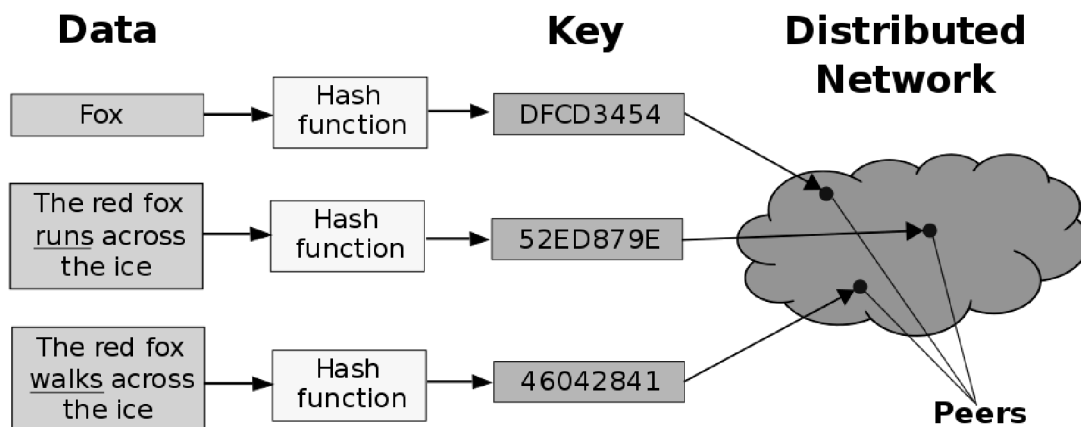 Data
Key
Distributed
Network
Fox
Hash
function
DFCD3454
The red fox
runs across
the ice
Hash
function
52ED879E
The red fox
walks across
the ice
Hash
function
46042841
Peers